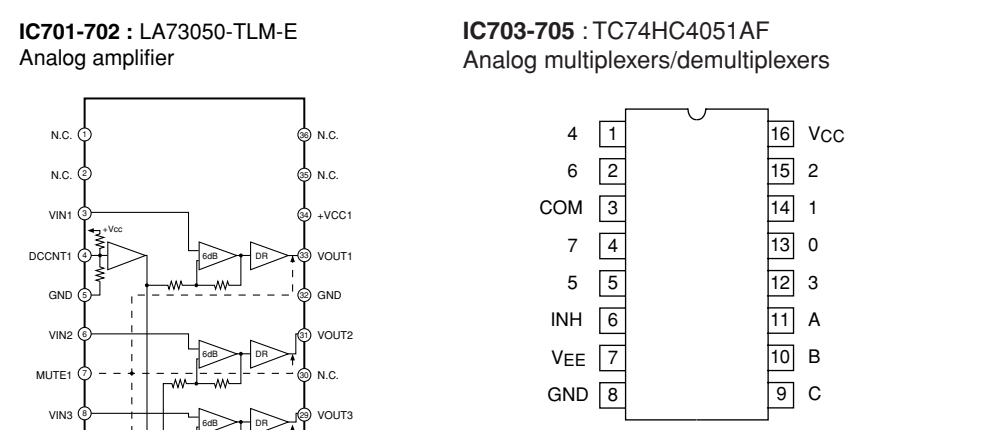 IC701-702 : LA73050-TLM-E
Analog amplifier
N.C. 1
36 N.C.
N.C. 2
35 N.C.
VIN1 3
34 +VCC1
+Vcc
DCCNT1 4
6dB
DR
33 VOUT1
GND 5
32 GND
VIN2 6
31 VOUT2
6dB
DR
MUTE1 7
30 N.C.
VIN3 8
29 VOUT3
6dB
DR
IC703-705 : TC74HC4051AF
Analog multiplexers/demultiplexers
4 1
16 VCC
6 2
15 2
COM 3
14 1
7 4
13 0
5 5
12 3
INH 6
11 A
VEE 7
10 B
GND 8
9 C